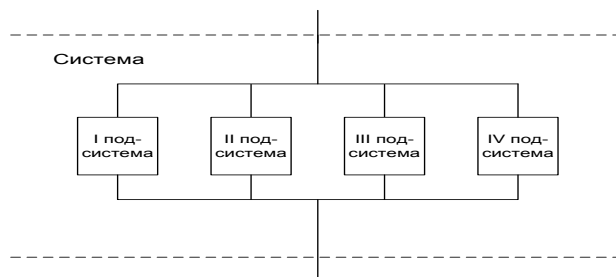 Система
I под-
система
II под-
система
III под-
система
IV под-
система